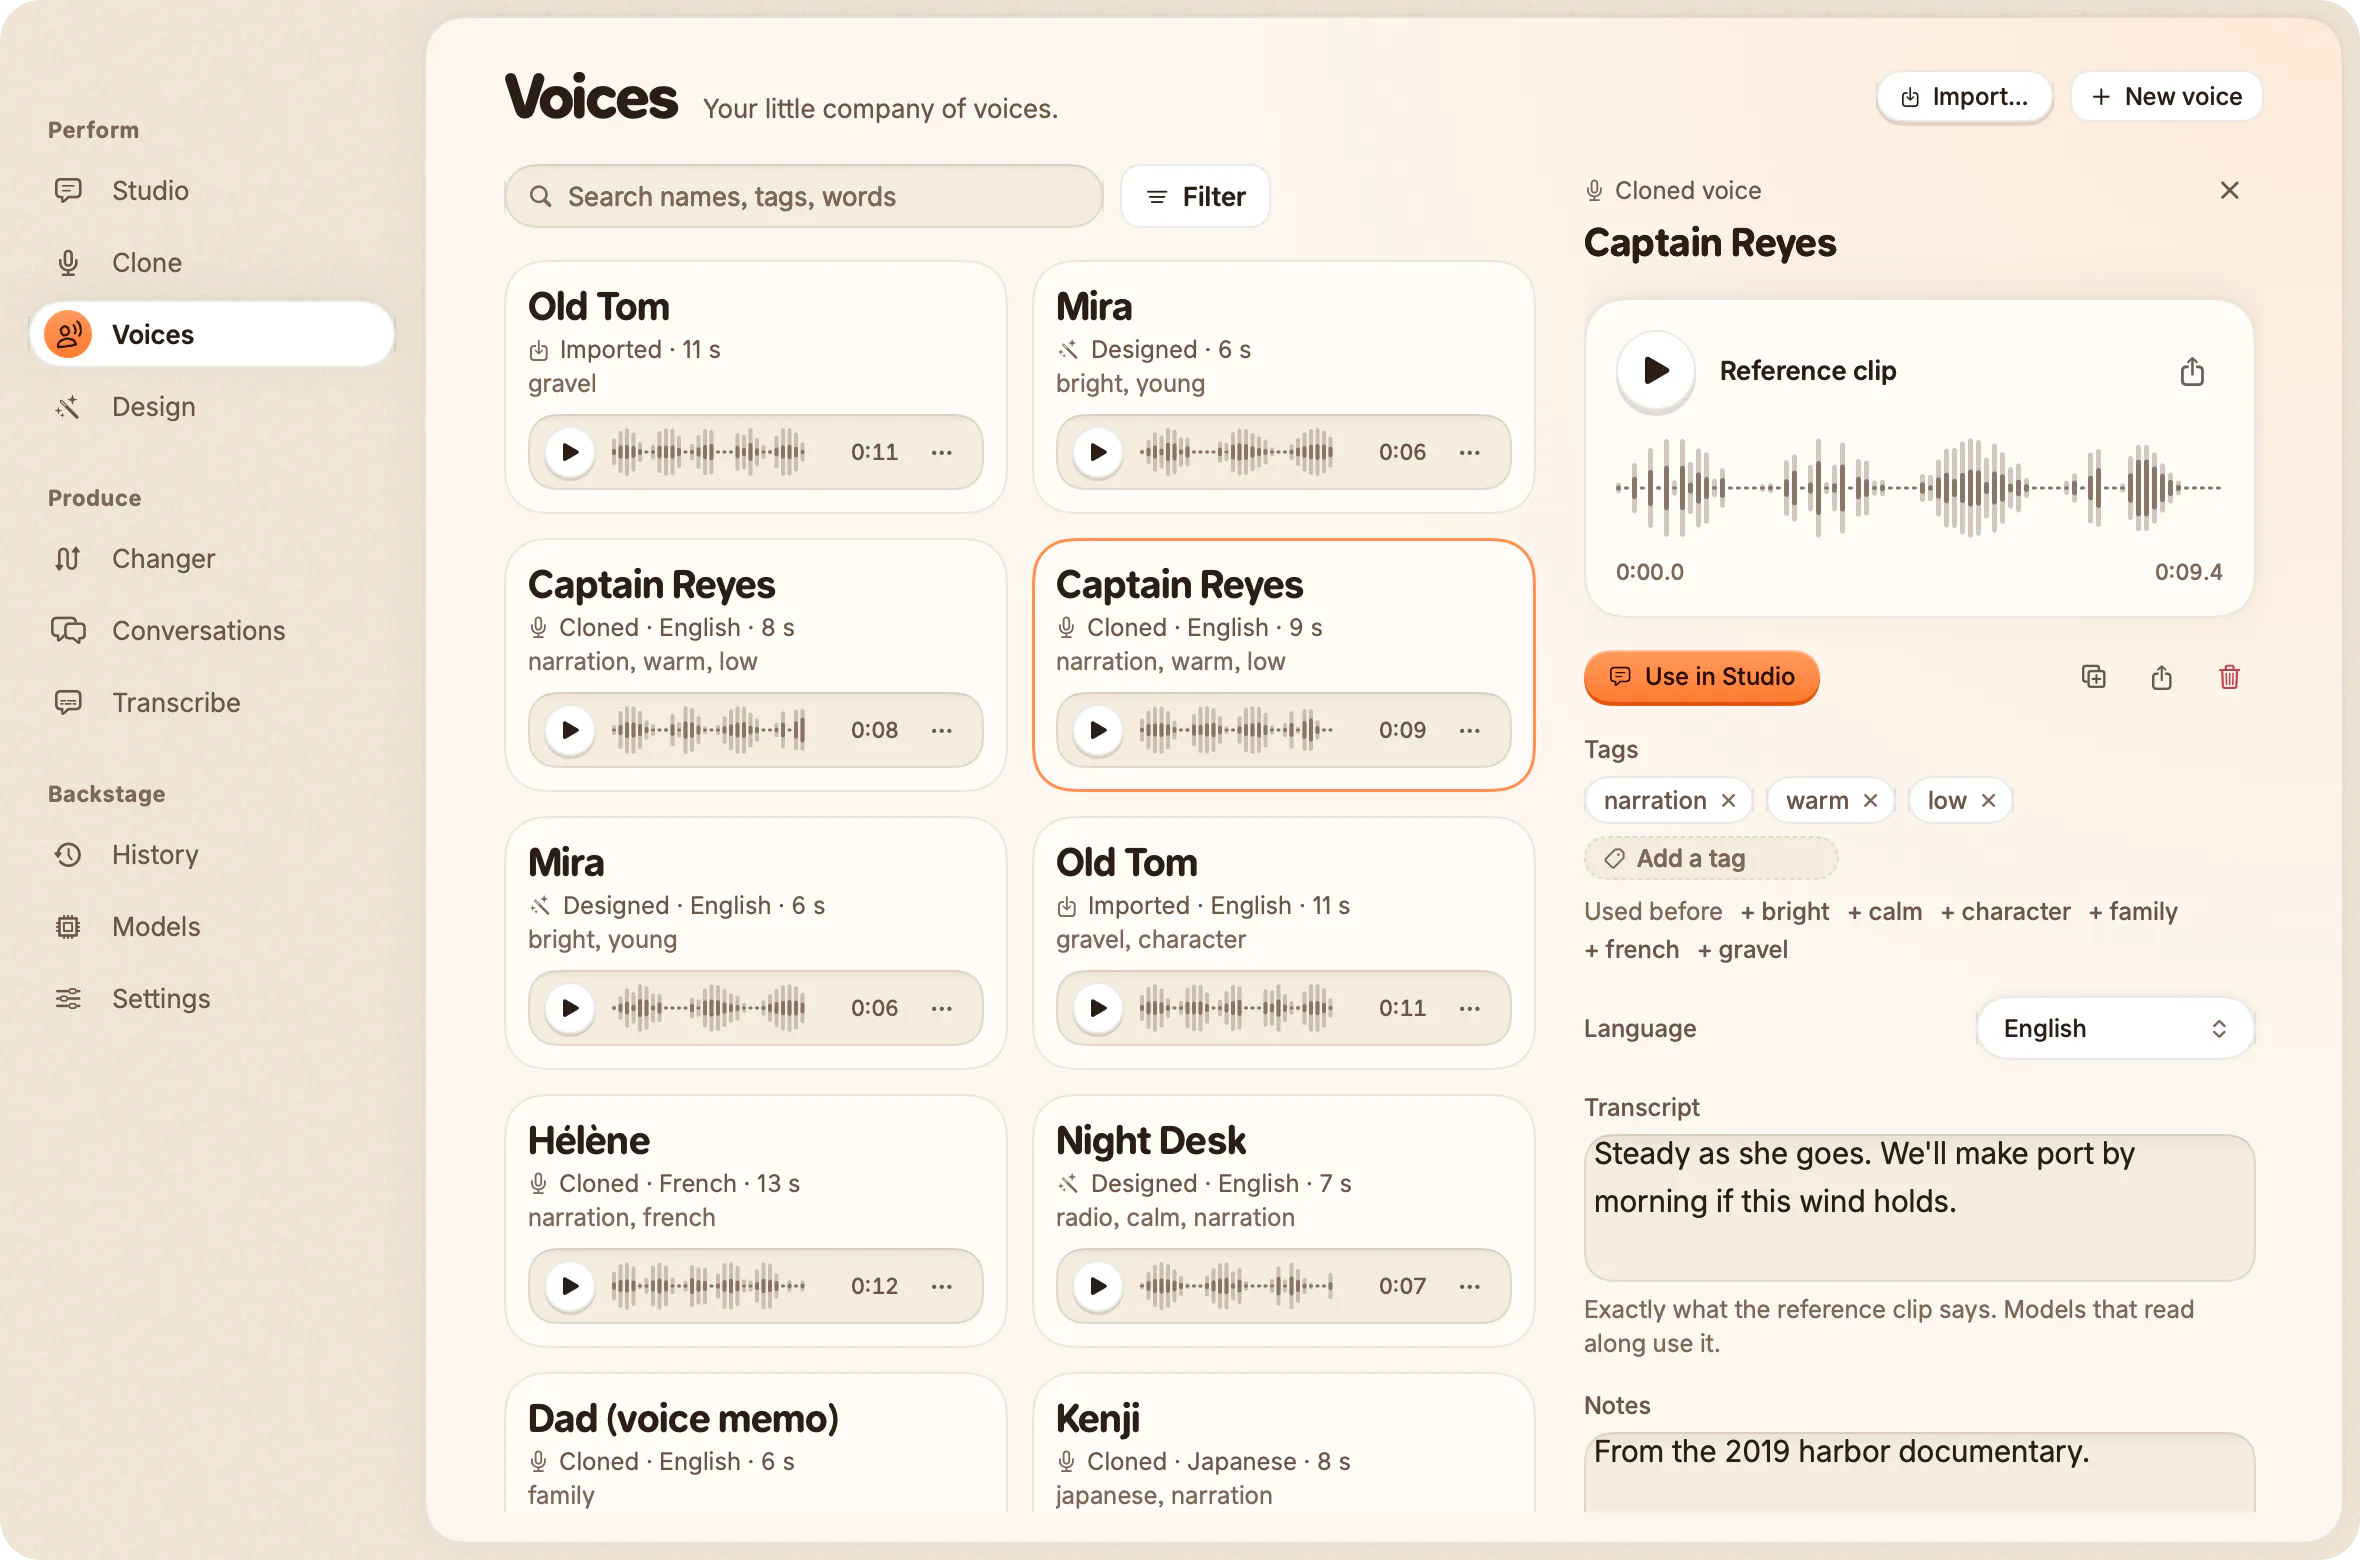 Perform
Studio
Clone
Voices
Design
Produce
Changer
Conversations
Transcribe
Backstage
History
Models
Settings
Voices
Your little company of voices.
Import...
+ New voice
Search names, tags, words
Filter
Old Tom
Imported · 11 s
gravel
0:11
Mira
Designed · 6 s
bright, young
0:06
Captain Reyes
Cloned · English · 8 s
narration, warm, low
0:08
Captain Reyes
Cloned · English · 9 s
narration, warm, low
0:09
Mira
Designed · English · 6 s
bright, young
0:06
Old Tom
Imported · English · 11 s
gravel, character
0:11
Hélène
Cloned · French · 13 s
narration, french
0:12
Night Desk
Designed · English · 7 s
radio, calm, narration
0:07
Dad (voice memo)
Cloned · English · 6 s
family
Kenji
Cloned · Japanese · 8 s
japanese, narration
Cloned voice
Captain Reyes
Reference clip
0:00.0
0:09.4
Use in Studio
Tags
narration × warm × low ×
Add a tag
Used before + bright + calm + character + family
+ french + gravel
Language
English
Transcript
Steady as she goes. We'll make port by
morning if this wind holds.
Exactly what the reference clip says. Models that read
along use it.
Notes
From the 2019 harbor documentary.